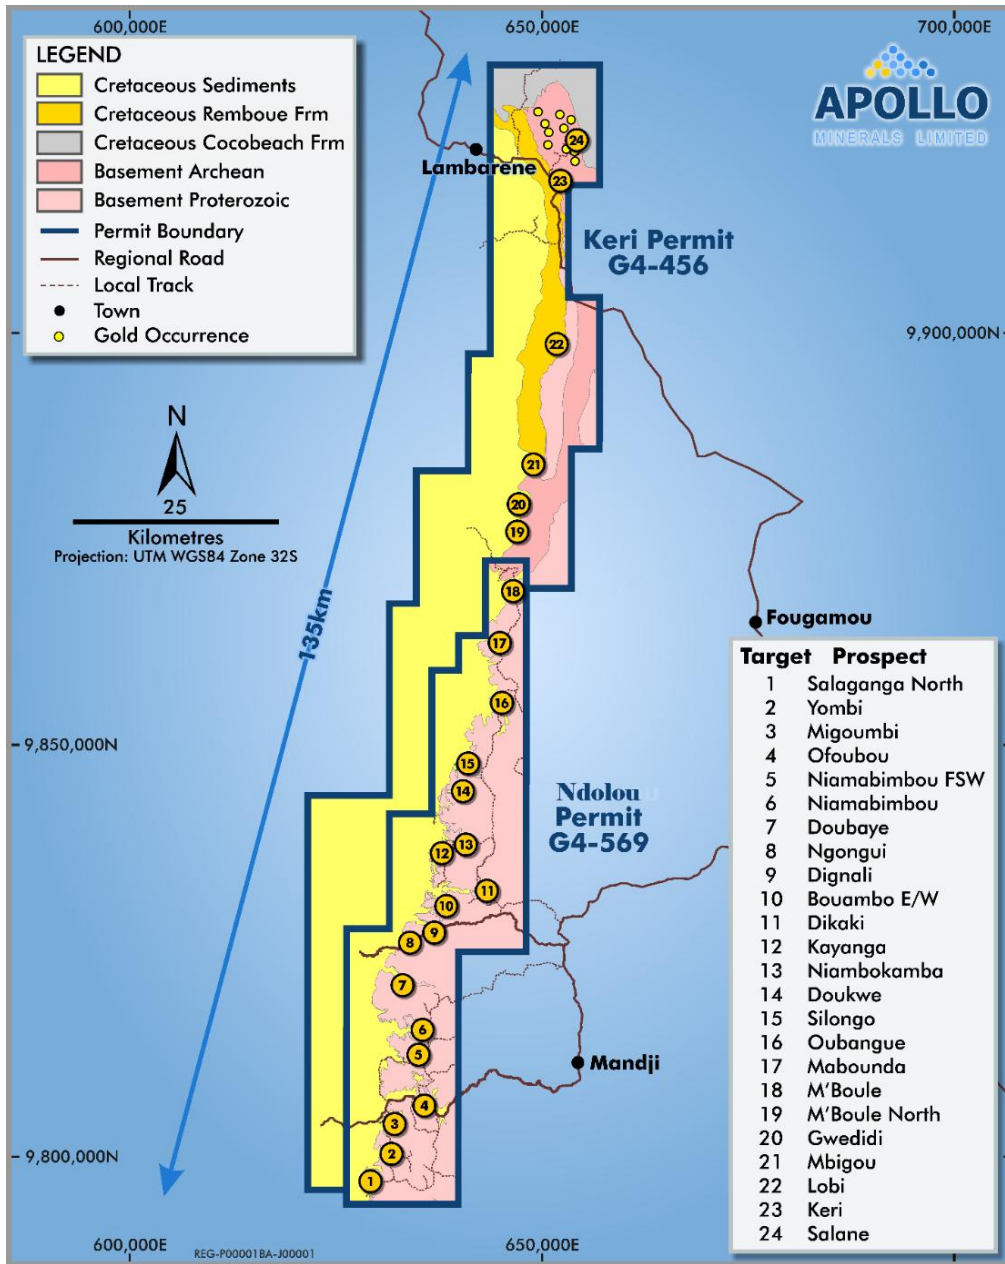 600,000E
650,000E
700,000E
LEGEND
Cretaceous Sediments
Cretaceous Remboue Frm
Cretaceous Cocobeach Frm
Basement Archean
Basement Proterozoic
Permit Boundary
Regional Road
Local Track
Town
Gold Occurrence
APOLLO
MINERALS LIMITED
24
Lambarene
23
Keri Permit
G4-456
9,900,000N
22
N
25
Kilometres
Projection: UTM WGS84 Zone 32S
21
20
19
135km
18
Fougamou
17
16
9,850,000N
15
14
Ndolou
Permit
G4-569
13
12
11
10
9
8
7
6
5
Mandji
4
3
2
9,800,000N
1
Target Prospect
1 Salaganga North
2 Yombi
3 Migoumbi
4 Ofoubou
5 Niamabimbou FSW
6 Niamabimbou
7 Doubaye
8 Ngongui
9 Dignali
10 Bouambo E/W
11 Dikaki
12 Kayanga
13 Niambokamba
14 Doukwe
15 Silongo
16 Oubangue
17 Mabounda
18 M'Boule
19 M'Boule North
20 Gwedidi
21 Mbigou
22 Lobi
23 Keri
24 Salane
600,000E
REG-P00001BA-J00001
650,000E